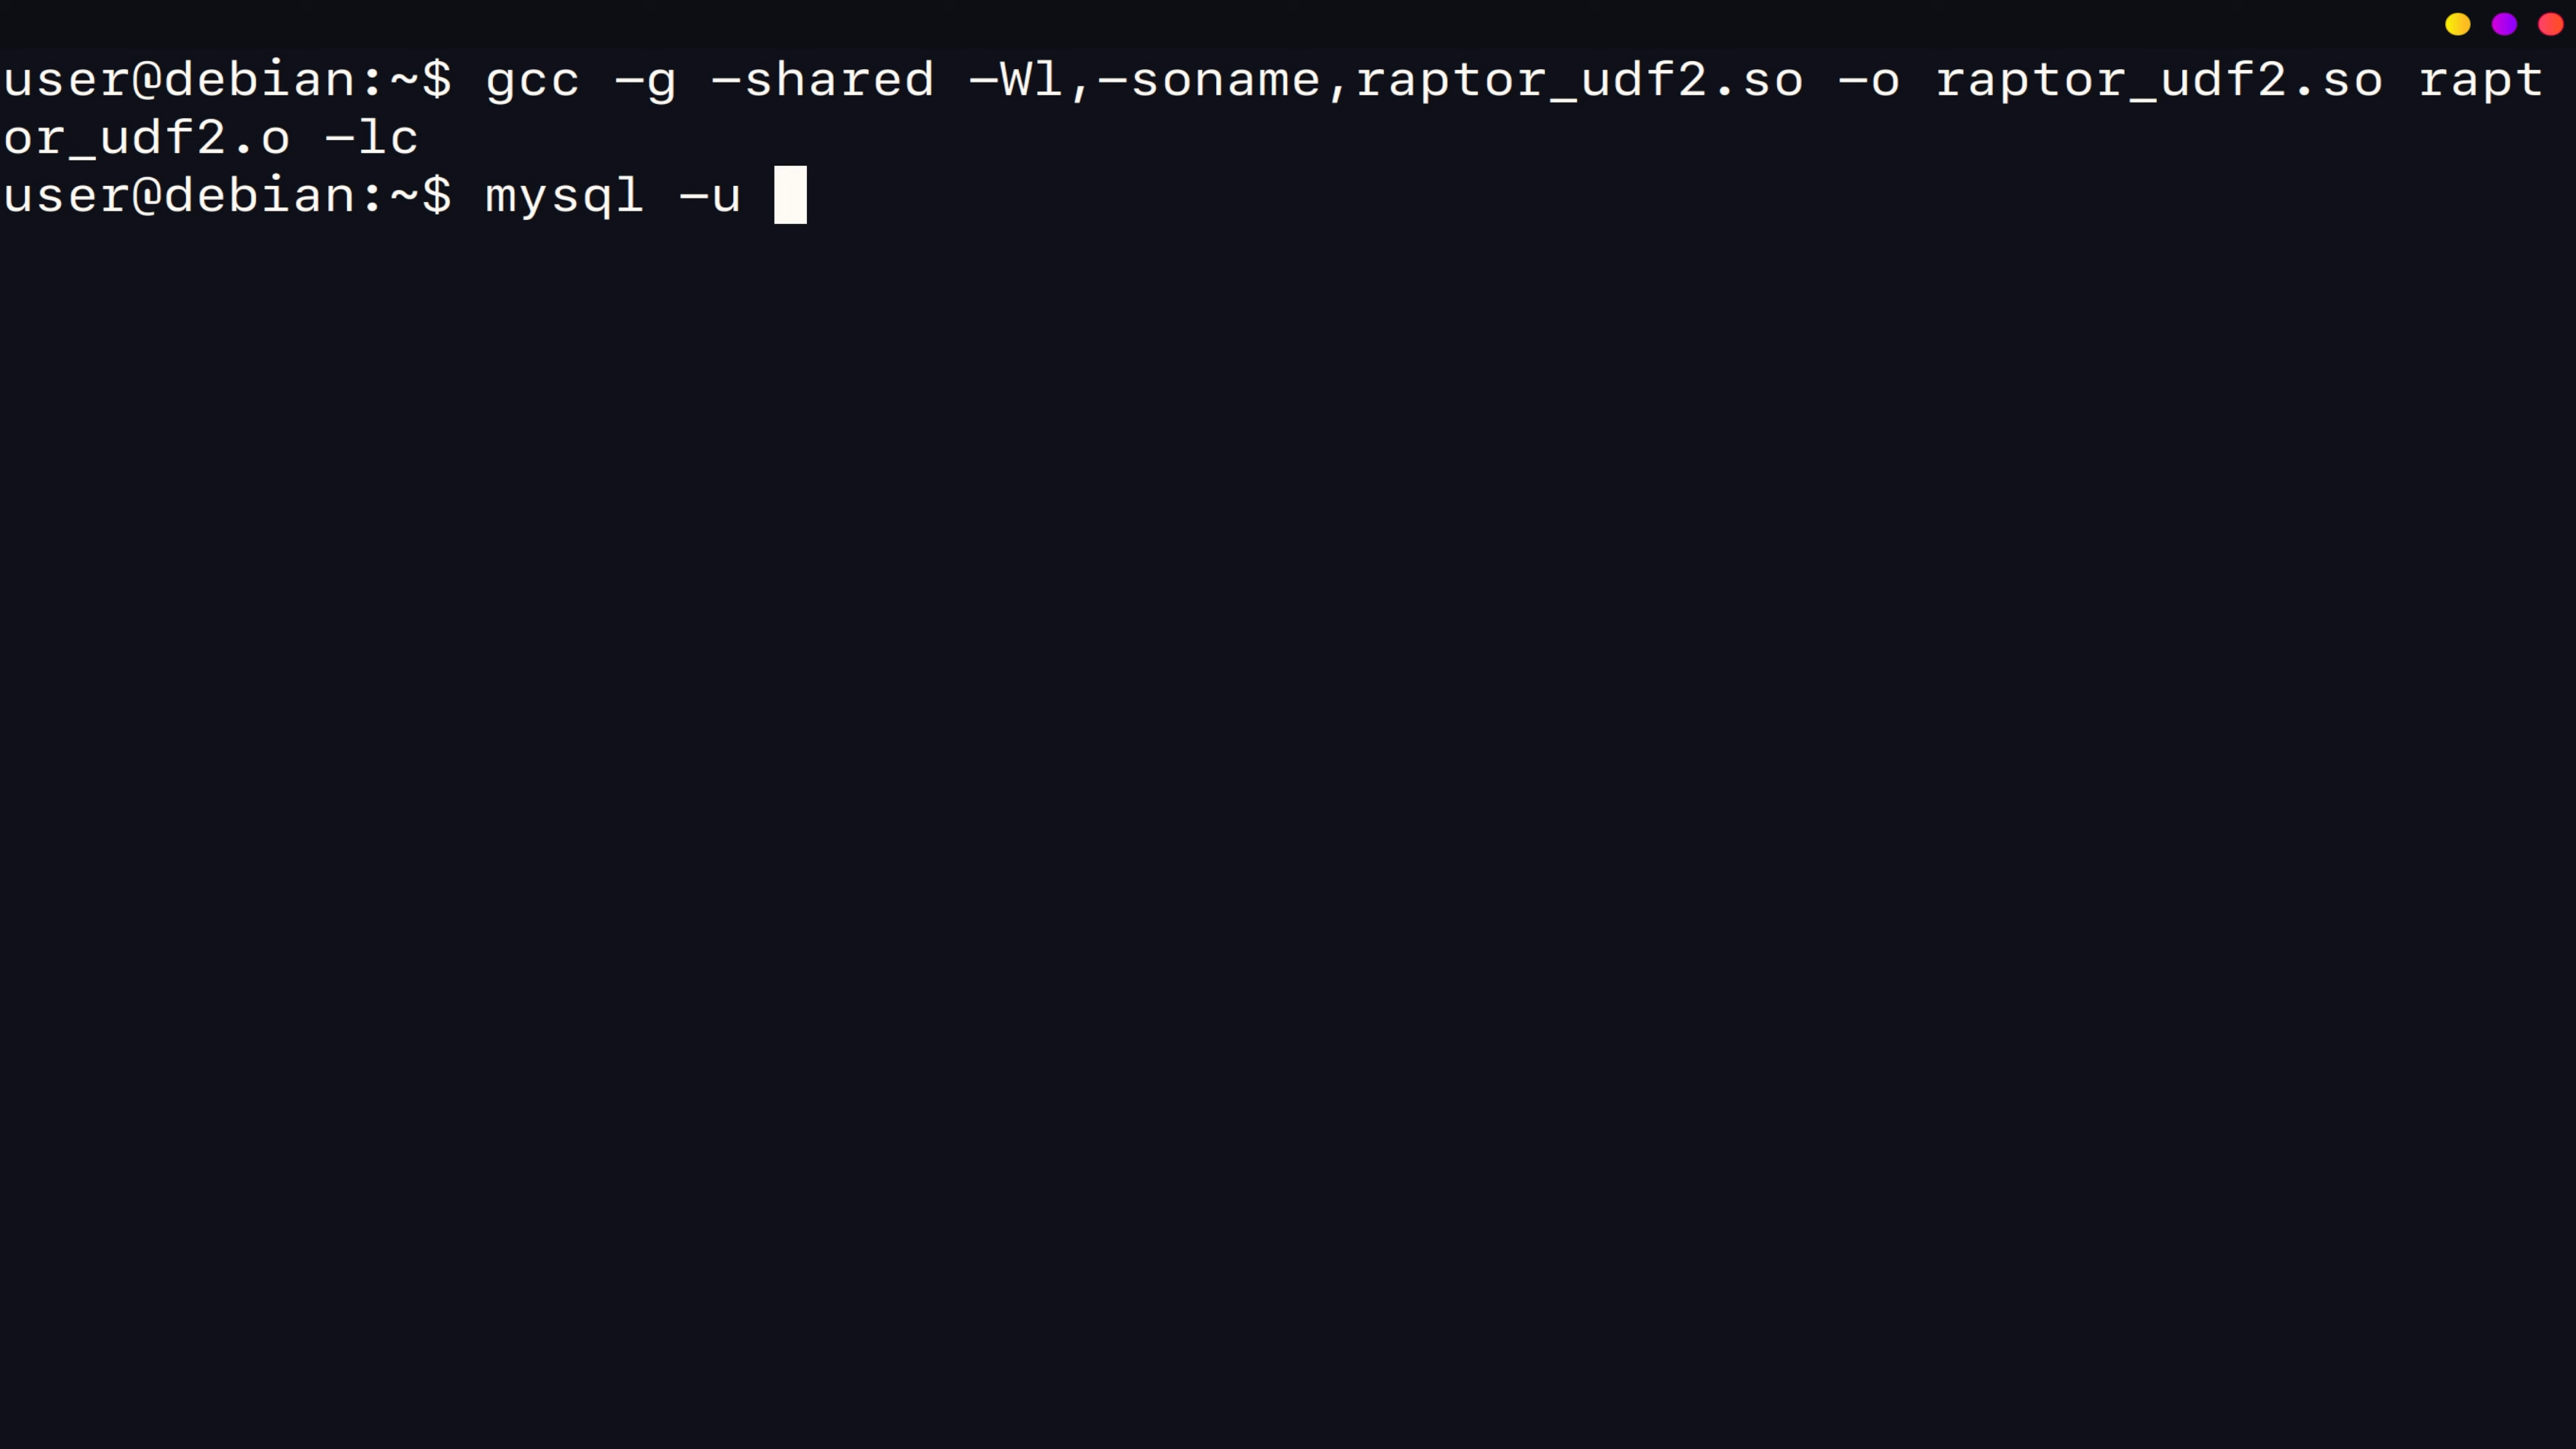 user@debian:~$ gcc -g -shared -Wl,-soname,raptor_udf2.so -o raptor_udf2.so rapt
or_udf2.o -lc
user@debian:~$ mysql -u